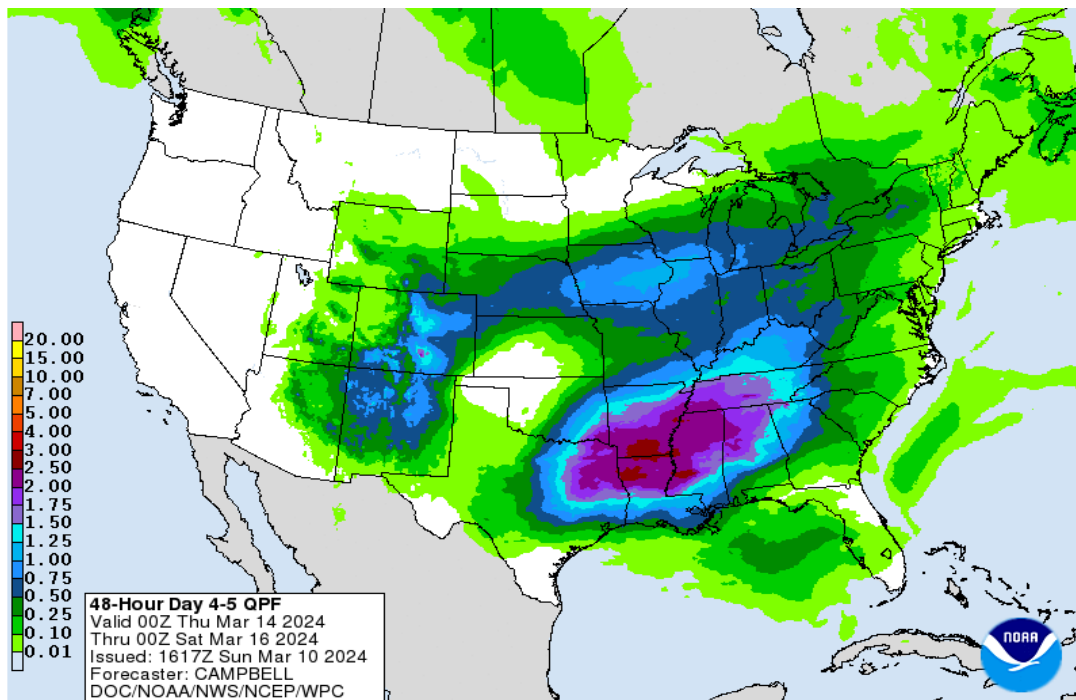 20.00
15.00
10.00
7.00
5.00
4.00
3.00
2.50
2.00
1.75
1.50
1.25
1.00
0.75
0.50
0.25
0.10
0.01
48-Hour Day 4-5 QPF
Valid 00Z Thu Mar 14 2024
Thru 00Z Sat Mar 16 2024
Issued: 1617Z Sun Mar 10 2024
Forecaster: CAMPBELL
DOC/NOAA/NWS/NCEP/WPC
NOAA